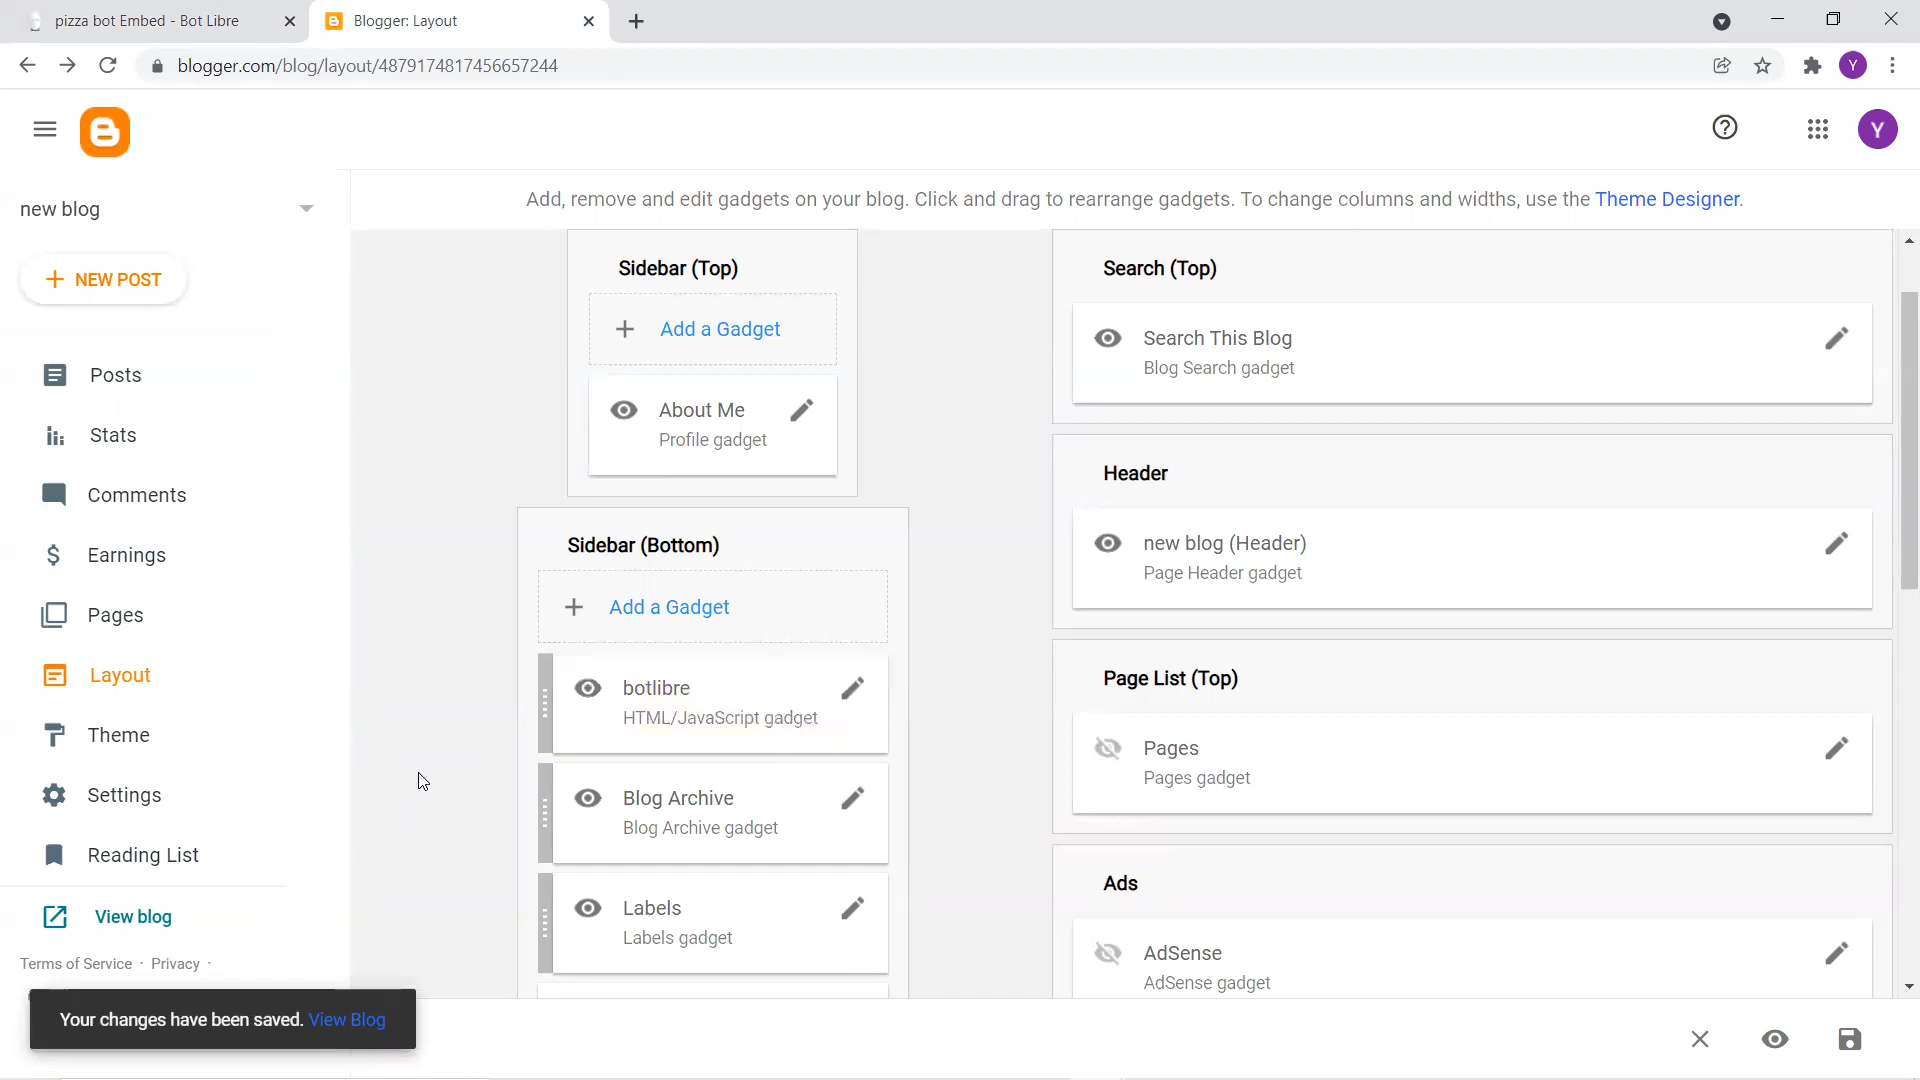 pizza bot Embed - Bot Libre
Blogger: Layout
blogger.com/blog/layout/4879174817456657244
Y
Y
new blog
NEW POST
Posts
Stats
Comments
Earnings
Pages
Layout
Theme
Settings
Reading List
View blog
Terms of Service · Privacy ·
Your changes have been saved. View Blog
Add, remove and edit gadgets on your blog. Click and drag to rearrange gadgets. To change columns and widths, use the Theme Designer.
Sidebar (Top)
Add a Gadget
About Me
Profile gadget
Sidebar (Bottom)
Add a Gadget
botlibre
HTML/JavaScript gadget
Blog Archive
Blog Archive gadget
Labels
Labels gadget
Search (Top)
Search This Blog
Blog Search gadget
Header
new blog (Header)
Page Header gadget
Page List (Top)
Pages
Pages gadget
Ads
AdSense
AdSense gadget